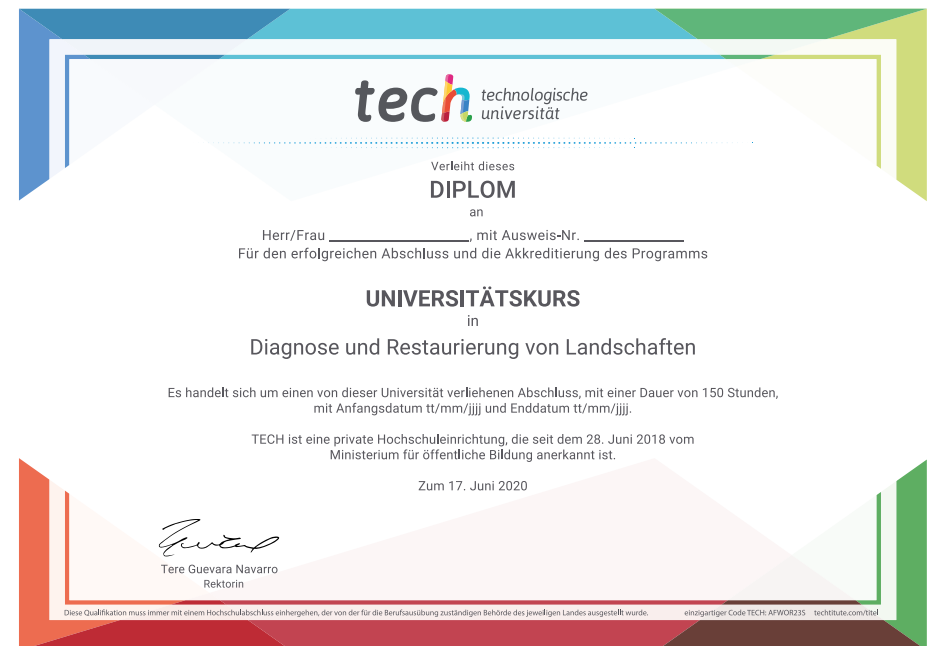 tech technologische
universität
Verleiht dieses
DIPLOM
an
Herr/Frau ____________________, mit Ausweis-Nr. ______________
Für den erfolgreichen Abschluss und die Akkreditierung des Programms
UNIVERSITÄTSKURS
in
Diagnose und Restaurierung von Landschaften
Es handelt sich um einen von dieser Universität verliehenen Abschluss, mit einer Dauer von 150 Stunden,
mit Anfangsdatum tt/mm/jjjj und Enddatum tt/mm/jjjj.
TECH ist eine private Hochschuleinrichtung, die seit dem 28. Juni 2018 vom
Ministerium für öffentliche Bildung anerkannt ist.
Zum 17. Juni 2020
Tere Guevara Navarro
Rektorin
Diese Qualifikation muss immer mit einem Hochschulabschluss einhergehen, der von der für die Berufsausübung zuständigen Behörde des jeweiligen Landes ausgestellt wurde. einzigartiger Code TECH: AFWOR23S techtitute.com/titel